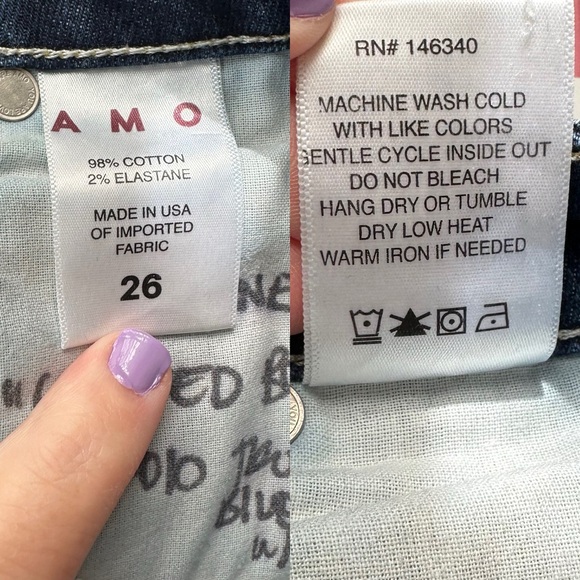 AMO
98% COTTON
2% ELASTANE
MADE IN USA
OF IMPORTED
FABRIC
26
RN# 146340
MACHINE WASH COLD
WITH LIKE COLORS
GENTLE CYCLE INSIDE OUT
DO NOT BLEACH
HANG DRY OR TUMBLE
DRY LOW HEAT
WARM IRON IF NEEDED